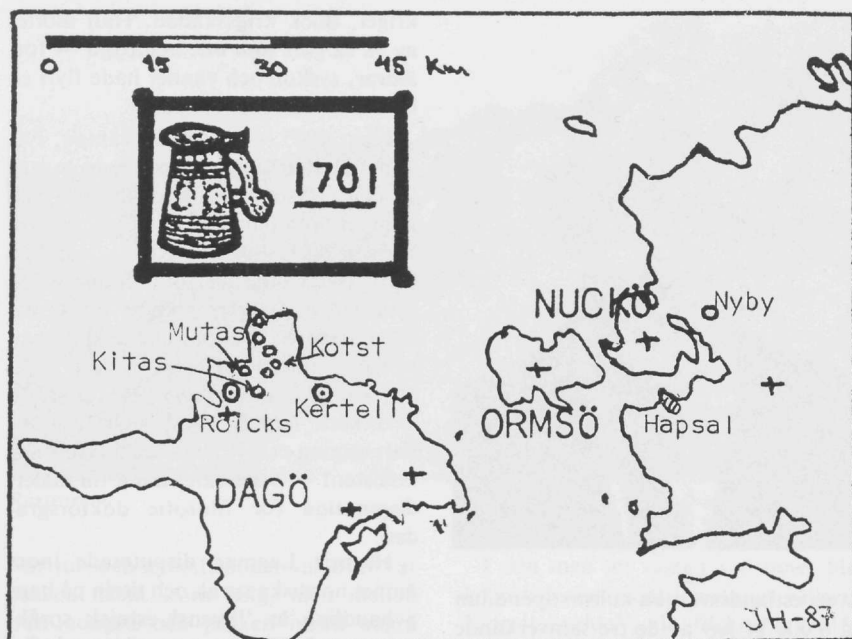 0 15 30 45 Km
1701
NUCKÖ
Nyby
Mutas
Kotst
Kitas
Kertell
ORMSÖ
Röicks
Hapsal
DAGÖ
JH-87